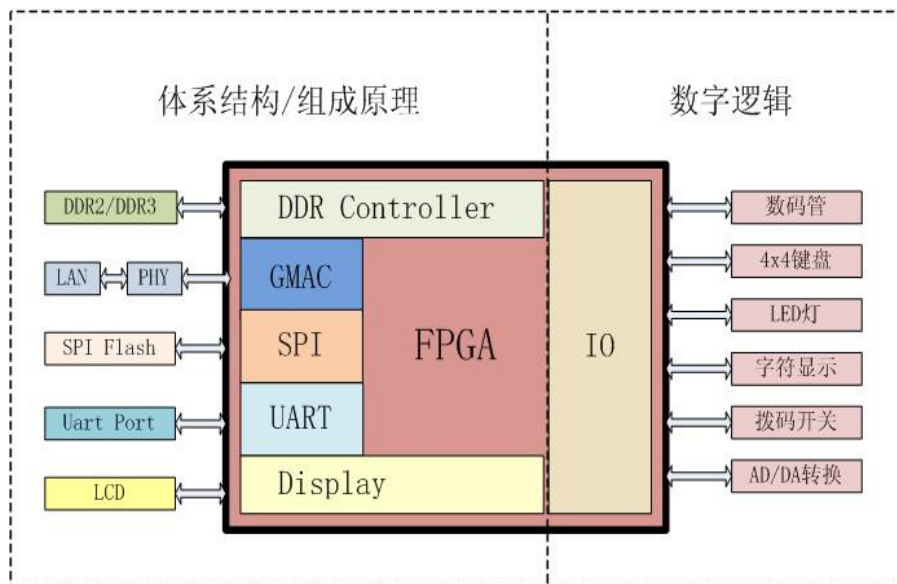 体系结构/组成原理
数字逻辑
DDR2/DDR3
LAN
PHY
SPI Flash
Uart Port
LCD
DDR Controller
GMAC
SPI
UART
Display
FPGA
IO
数码管
4x4键盘
LED灯
字符显示
拨码开关
AD/DA转换